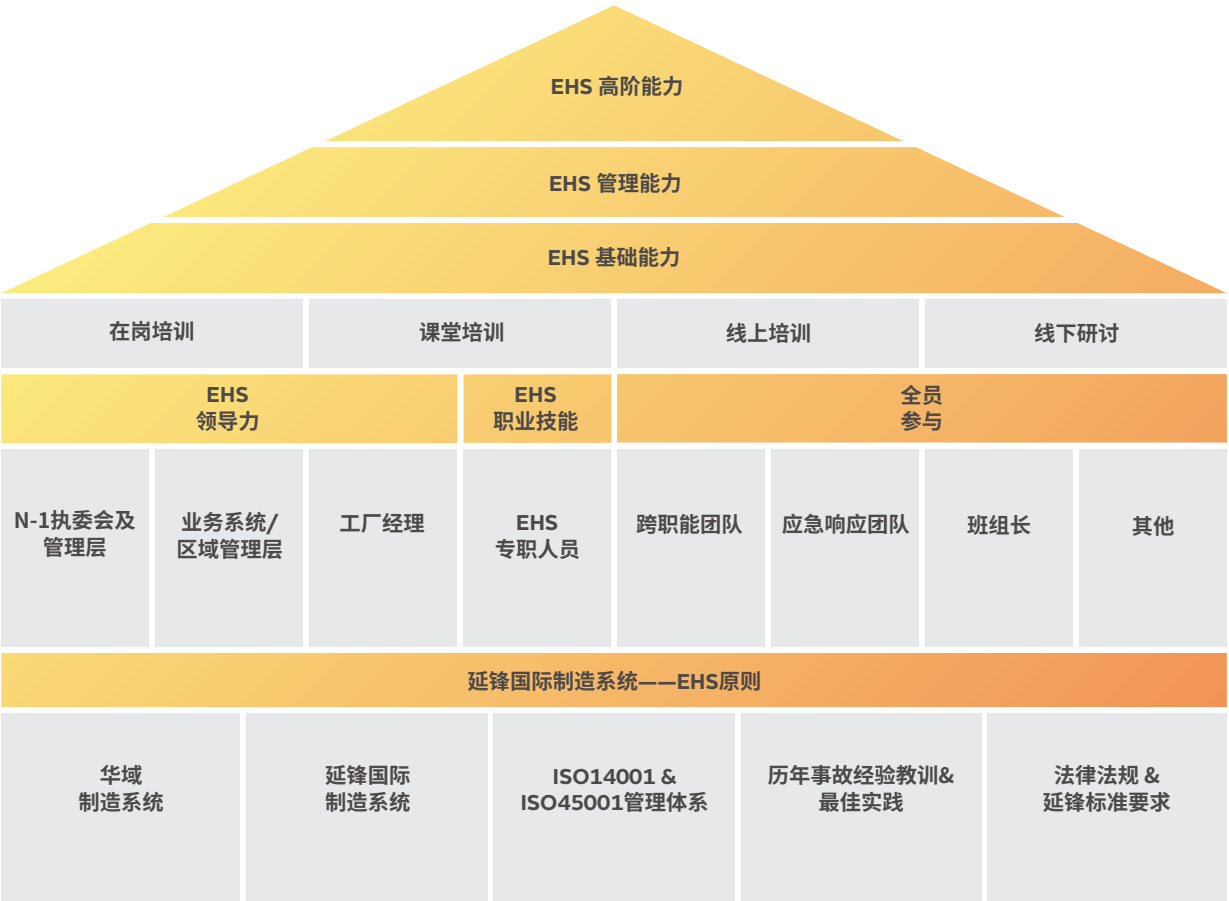 EHS 高阶能力
EHS 管理能力
EHS 基础能力
在岗培训
课堂培训
线上培训
线下研讨
EHS
领导力
EHS
职业技能
全员
参与
N-1执委会及
管理层
业务系统/
区域管理层
工厂经理
EHS
专职人员
跨职能团队
应急响应团队
班组长
其他
延锋国际制造系统——EHS原则
华域
制造系统
延锋国际
制造系统
ISO14001 &
ISO45001管理体系
历年事故经验教训&
最佳实践
法律法规 &
延锋标准要求